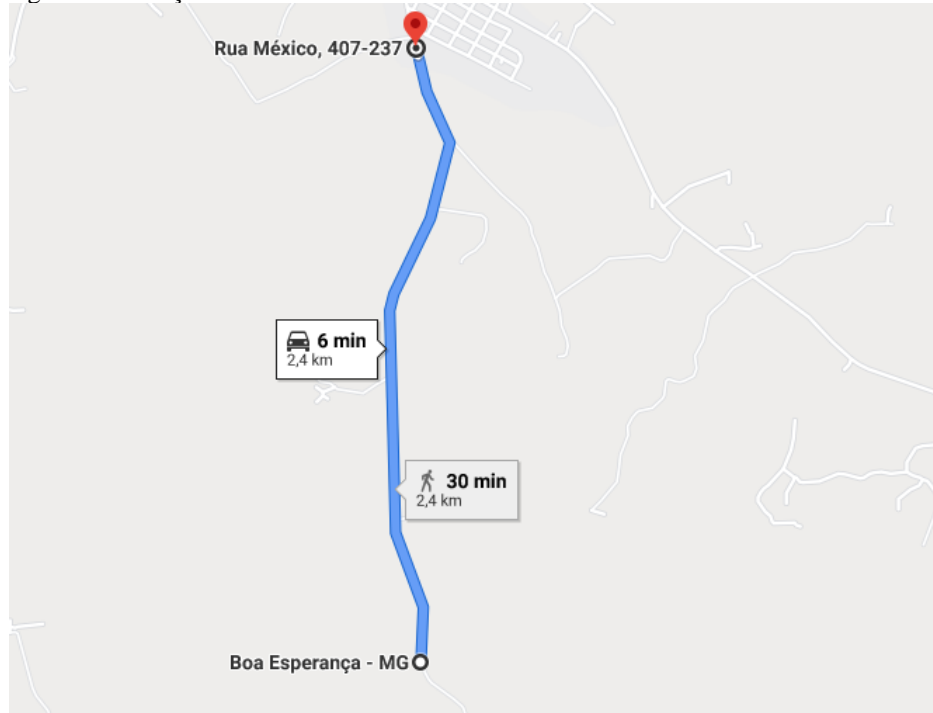 Rua México, 407-237
6 min
2,4 km
30 min
2,4 km
Boa Esperança - MG